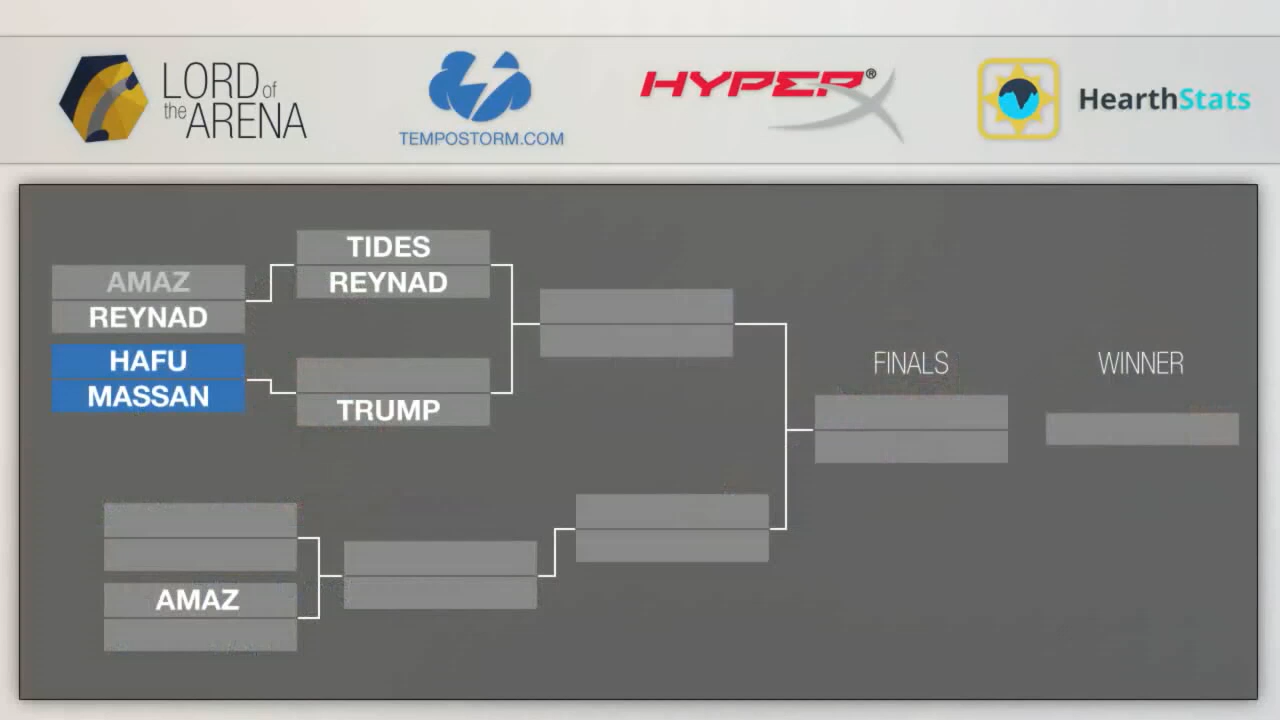 LORD of
the ARENA
TEMPOSTORM.COM
HYPERX®
HearthStats
TIDES
REYNAD
AMAZ
REYNAD
HAFU
MASSAN
TRUMP
FINALS
WINNER
AMAZ